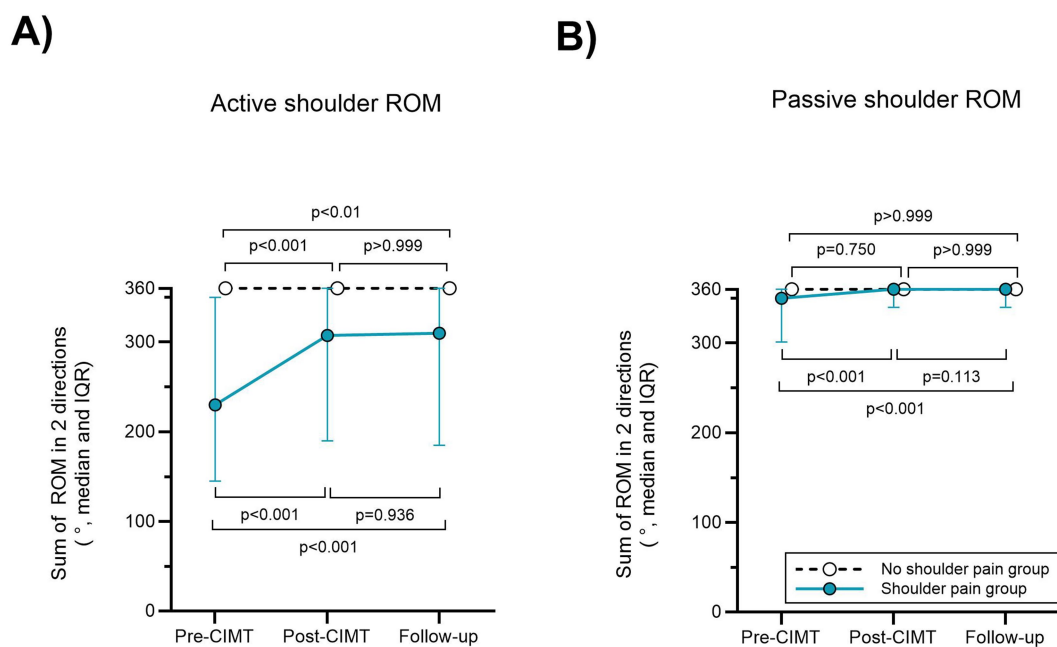 A)
Active shoulder ROM
p<0.01
p<0.001
p>0.999
360
300
200
100
0
Sum of ROM in 2 directions
( °, median and IQR)
p<0.001
p=0.936
p<0.001
Pre-CIMT
Post-CIMT
Follow-up
B)
Passive shoulder ROM
p>0.999
p=0.750
p>0.999
360
300
200
100
0
Sum of ROM in 2 directions
( °, median and IQR)
p<0.001
p=0.113
p<0.001
No shoulder pain group
Shoulder pain group
Pre-CIMT
Post-CIMT
Follow-up